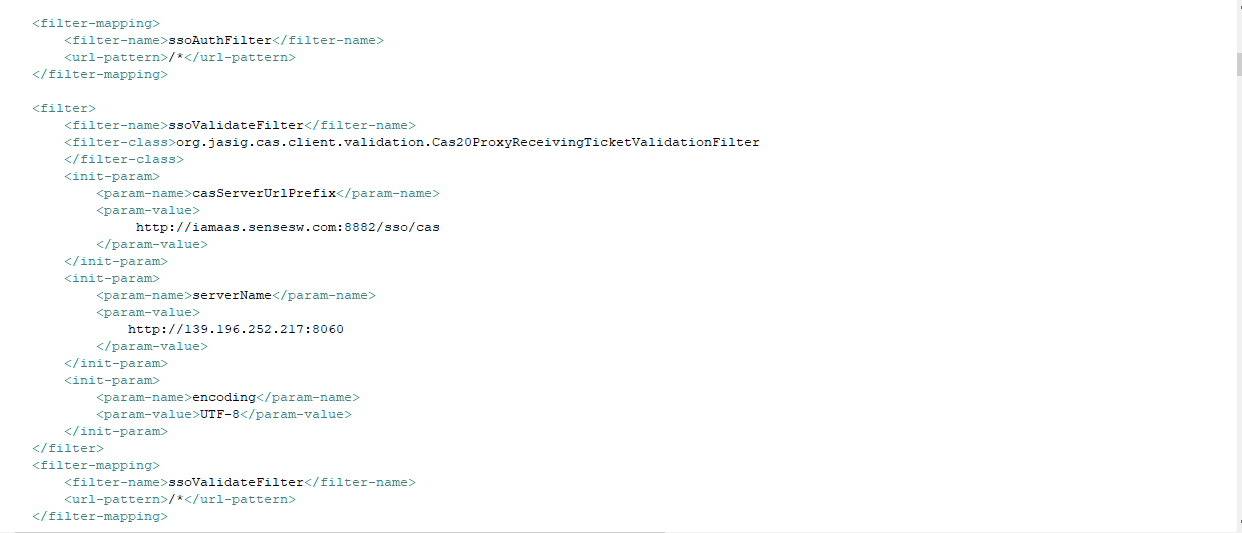 <filter-mapping>
<filter-name>ssoAuthFilter</filter-name>
<url-pattern>/*</url-pattern>
</filter-mapping>
<filter>
<filter-name>ssoValidateFilter</filter-name>
<filter-class>org.jasig.cas.client.validation.Cas20ProxyReceivingTicketValidationFilter
</filter-class>
<init-param>
<param-name>casServerUrlPrefix</param-name>
<param-value>
http://iamaas.sensesw.com:8882/sso/cas
</param-value>
</init-param>
<init-param>
<param-name>serverName</param-name>
<param-value>
http://139.196.252.217:8060
</param-value>
</init-param>
<init-param>
<param-name>encoding</param-name>
<param-value>UTF-8</param-value>
</init-param>
</filter>
<filter-mapping>
<filter-name>ssoValidateFilter</filter-name>
<url-pattern>/*</url-pattern>
</filter-mapping>